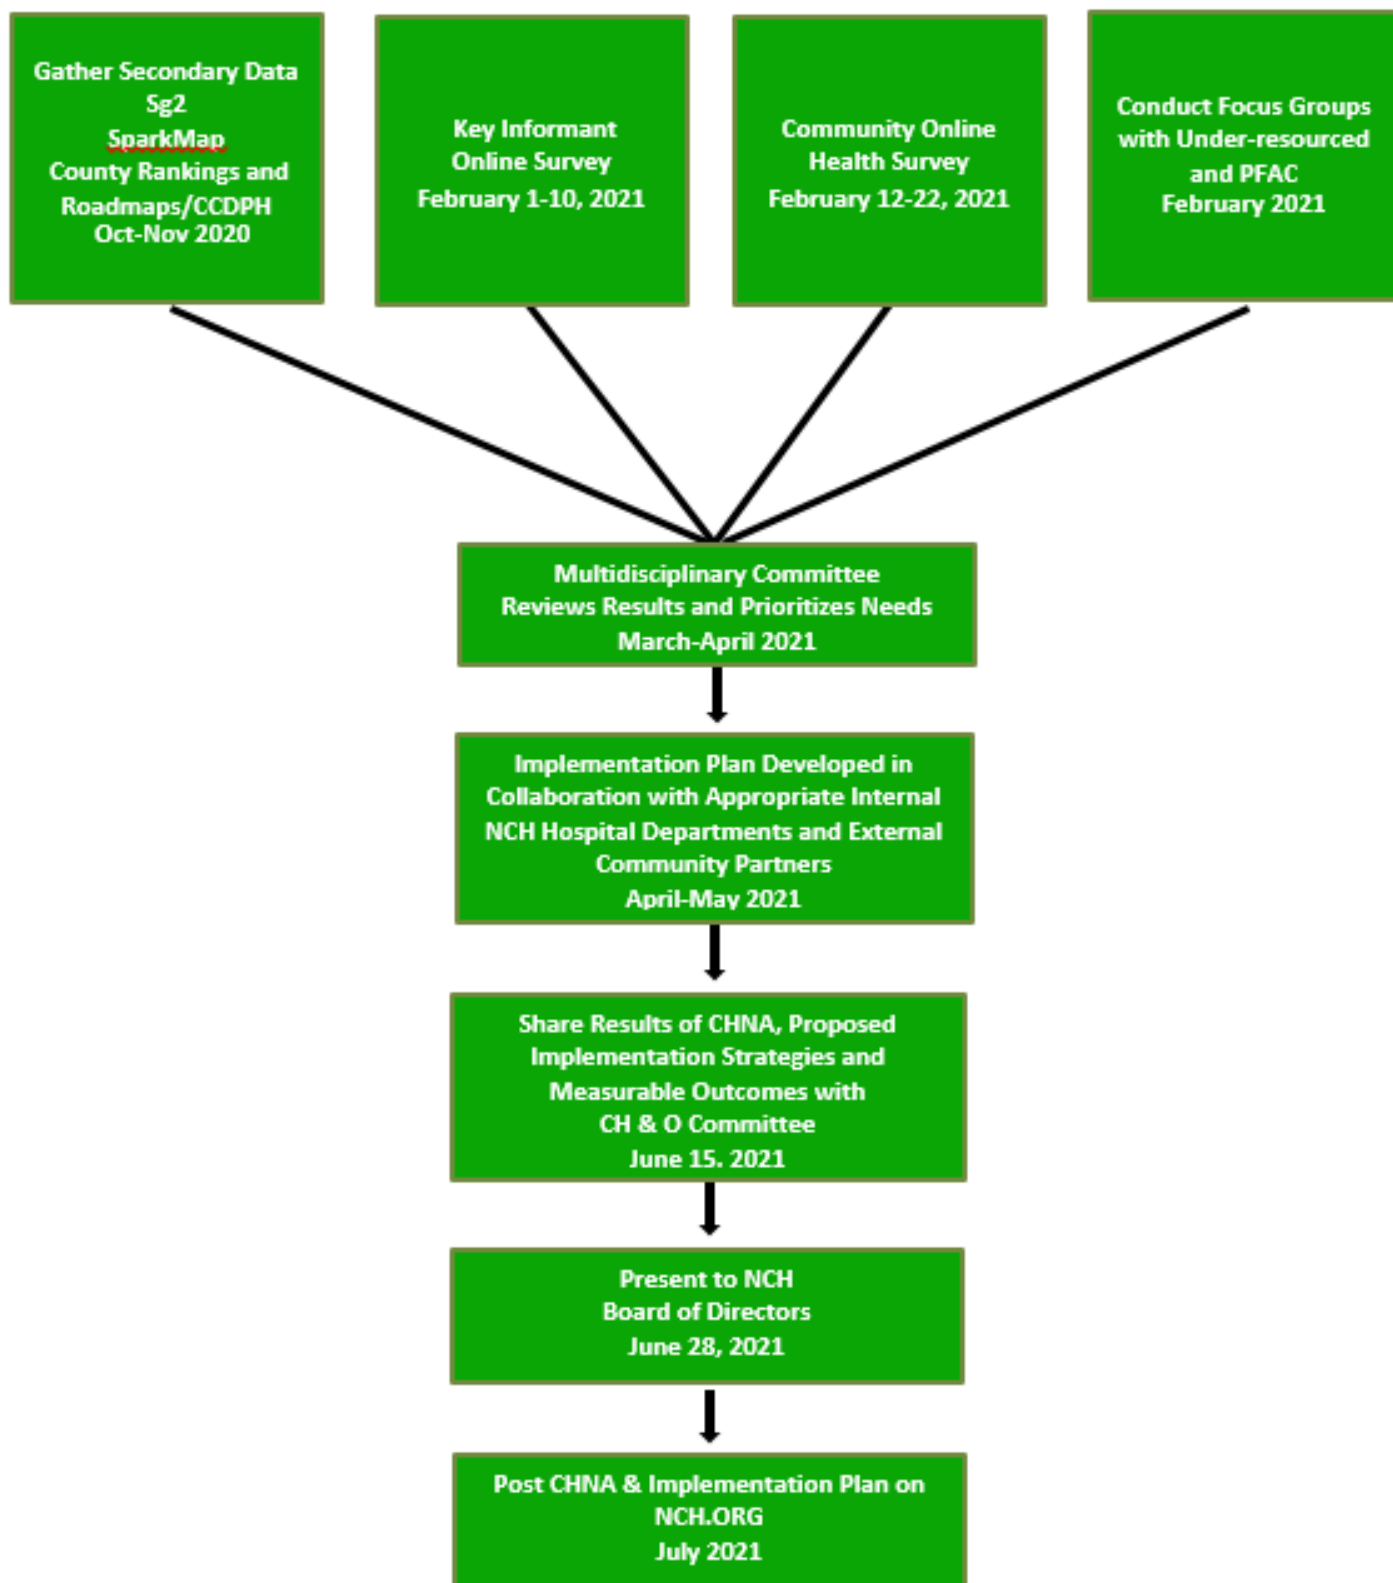 Gather Secondary Data
Sg2
SparkMap
County Rankings and
Roadmaps/CCDPH
Oct-Nov 2020
Key Informant
Online Survey
February 1-10, 2021
Community Online
Health Survey
February 12-22, 2021
Conduct Focus Groups
with Under-resourced
and PFAC
February 2021
Multidisciplinary Committee
Reviews Results and Prioritizes Needs
March-April 2021
Implementation Plan Developed in
Collaboration with Appropriate Internal
NCH Hospital Departments and External
Community Partners
April-May 2021
Share Results of CHNA, Proposed
Implementation Strategies and
Measurable Outcomes with
CH & O Committee
June 15. 2021
Present to NCH
Board of Directors
June 28, 2021
Post CHNA & Implementation Plan on
NCH.ORG
July 2021